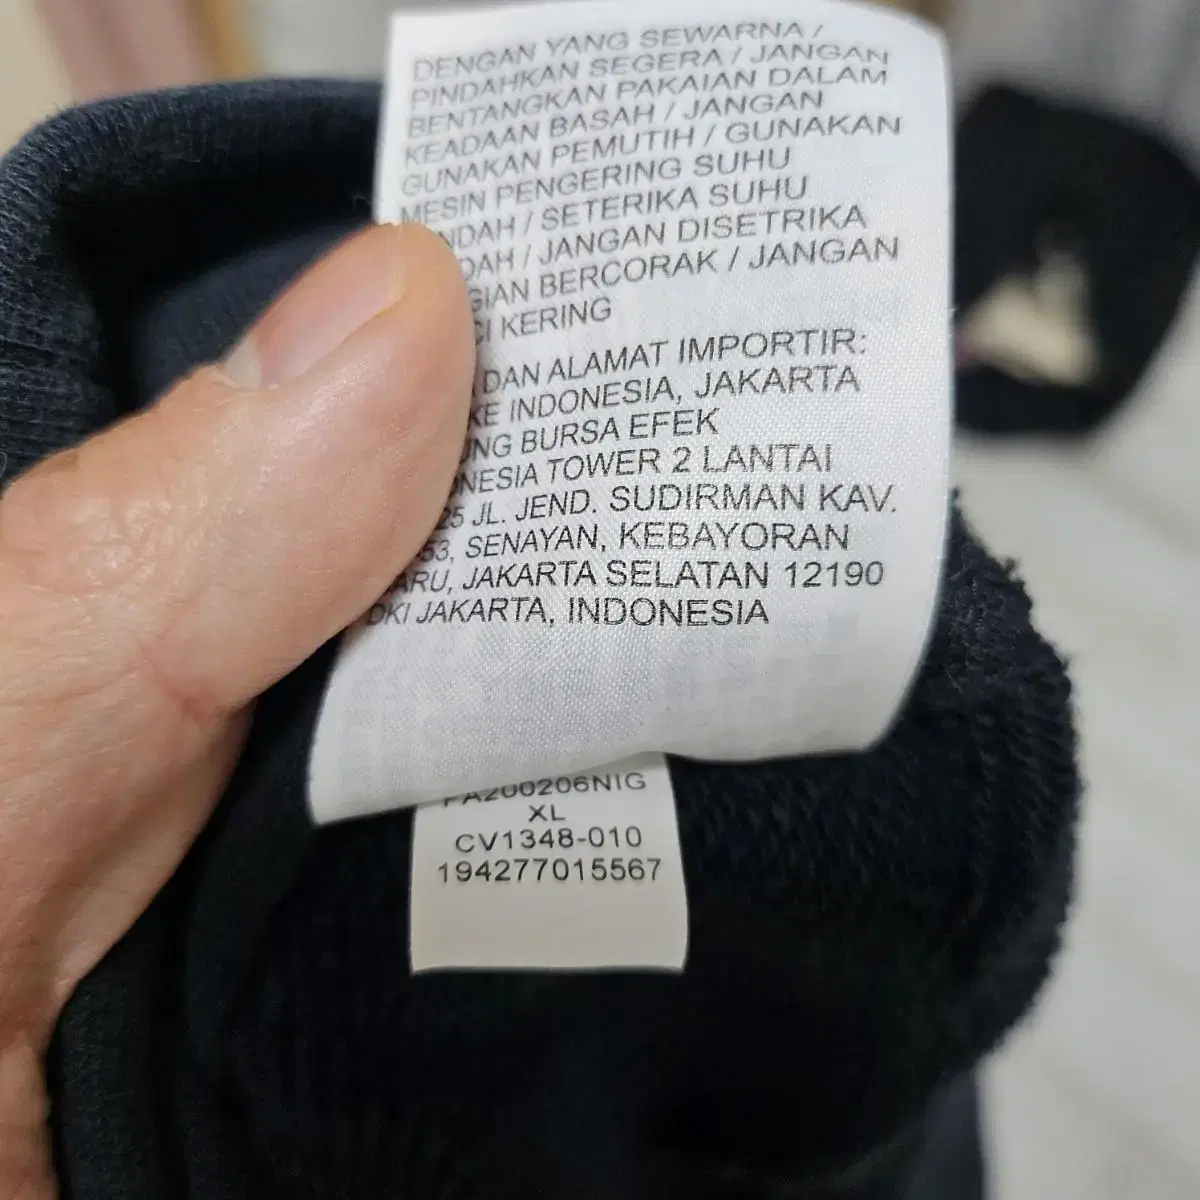 DENGAN YANG SEWARNA /
PINDAHKAN SEGERA / JANGAN
BENTANGKAN PAKAIAN DALAM
KEADAAN BASAH / JANGAN
GUNAKAN PEMUTIH / GUNAKAN
MESIN PENGERING SUHU
NDAH / SETERIKA SUHU
DAH / JANGAN DISETRIKA
GIAN BERCORAK / JANGAN
CI KERING
DAN ALAMAT IMPORTIR:
KE INDONESIA, JAKARTA
UNG BURSA EFEK
NESIA TOWER 2 LANTAI
25 JL. JEND. SUDIRMAN KAV.
53, SENAYAN, KEBAYORAN
ARU, JAKARTA SELATAN 12190
DKI JAKARTA, INDONESIA
FA200206NIG
XL
CV1348-010
194277015567